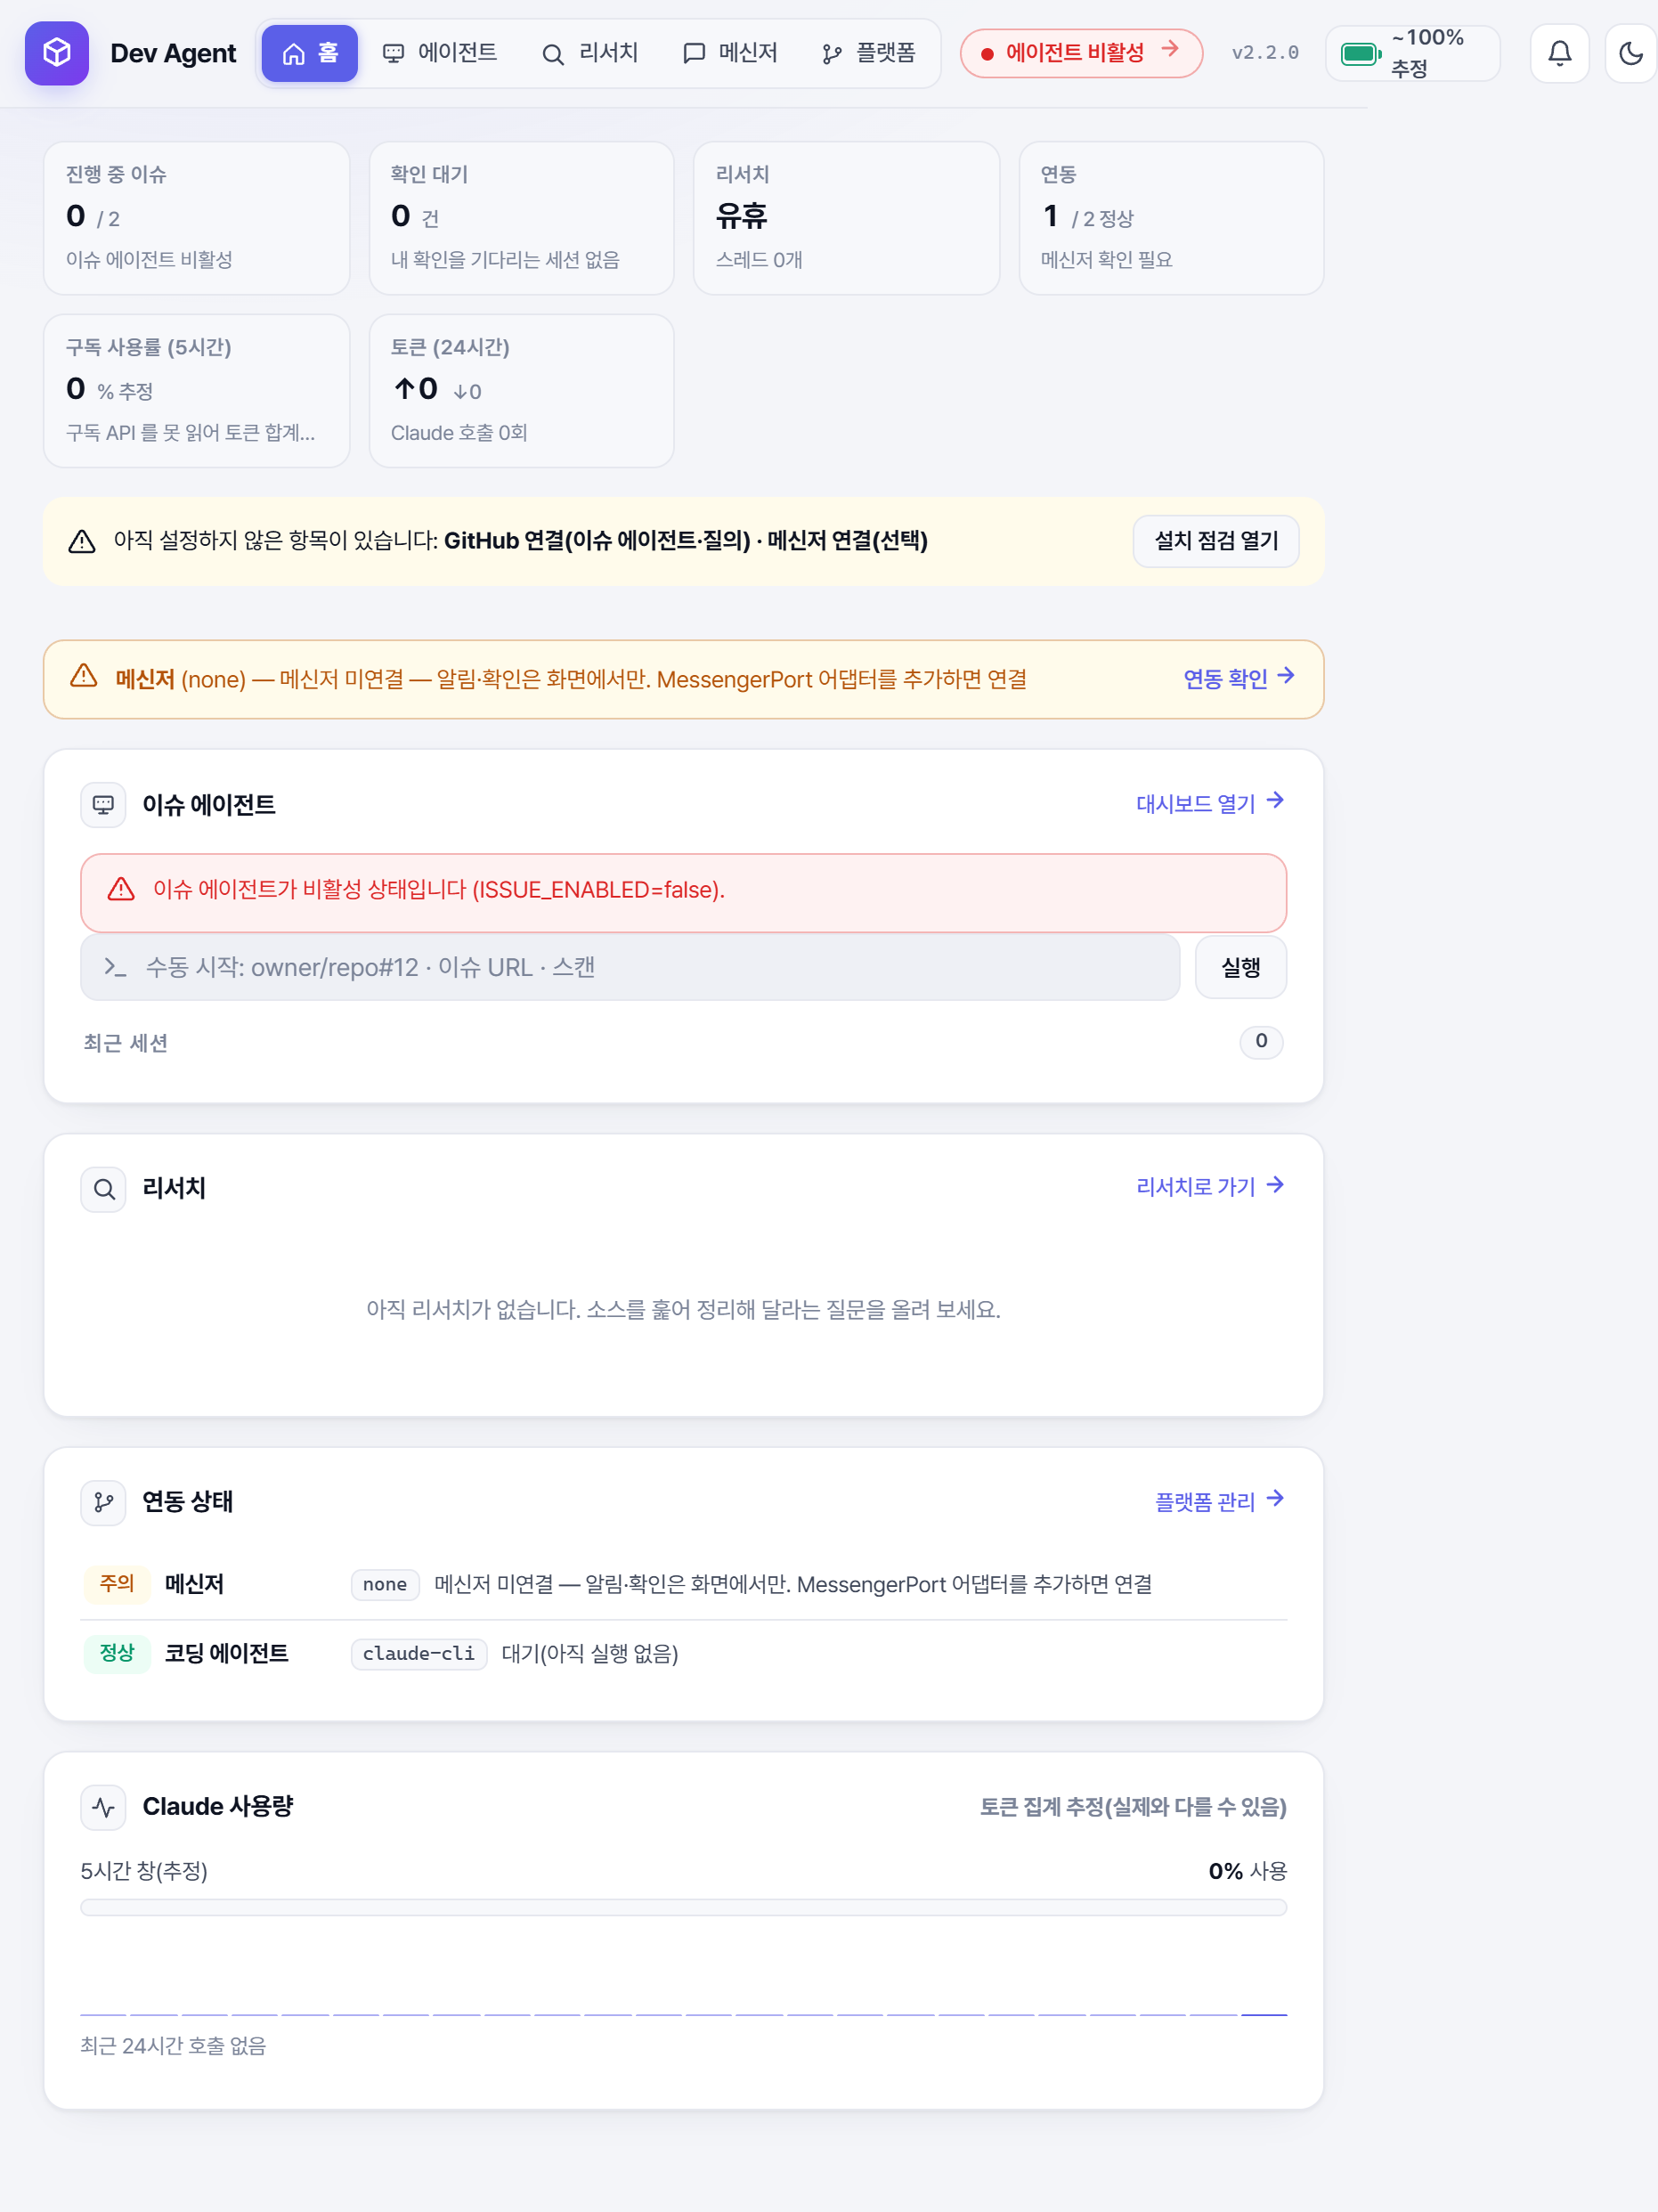 Dev Agent
홈
에이전트
리서치
메신저
플랫폼
에이전트 비활성 →
v2.2.0
~100%
추정
진행 중 이슈
0 / 2
이슈 에이전트 비활성
확인 대기
0 건
내 확인을 기다리는 세션 없음
리서치
유휴
스레드 0개
연동
1 / 2 정상
메신저 확인 필요
구독 사용률 (5시간)
0 % 추정
구독 API 를 못 읽어 토큰 합계…
토큰 (24시간)
↑0 ↓0
Claude 호출 0회
아직 설정하지 않은 항목이 있습니다: GitHub 연결(이슈 에이전트·질의) · 메신저 연결(선택)
설치 점검 열기
메신저 (none) — 메신저 미연결 — 알림·확인은 화면에서만. MessengerPort 어댑터를 추가하면 연결
연동 확인 →
이슈 에이전트
대시보드 열기 →
이슈 에이전트가 비활성 상태입니다 (ISSUE_ENABLED=false).
수동 시작: owner/repo#12 · 이슈 URL · 스캔
실행
최근 세션
0
리서치
리서치로 가기 →
아직 리서치가 없습니다. 소스를 훑어 정리해 달라는 질문을 올려 보세요.
연동 상태
플랫폼 관리 →
주의 메신저 none 메신저 미연결 — 알림·확인은 화면에서만. MessengerPort 어댑터를 추가하면 연결
정상 코딩 에이전트 claude-cli 대기(아직 실행 없음)
Claude 사용량
토큰 집계 추정(실제와 다를 수 있음)
5시간 창(추정)
0% 사용
최근 24시간 호출 없음